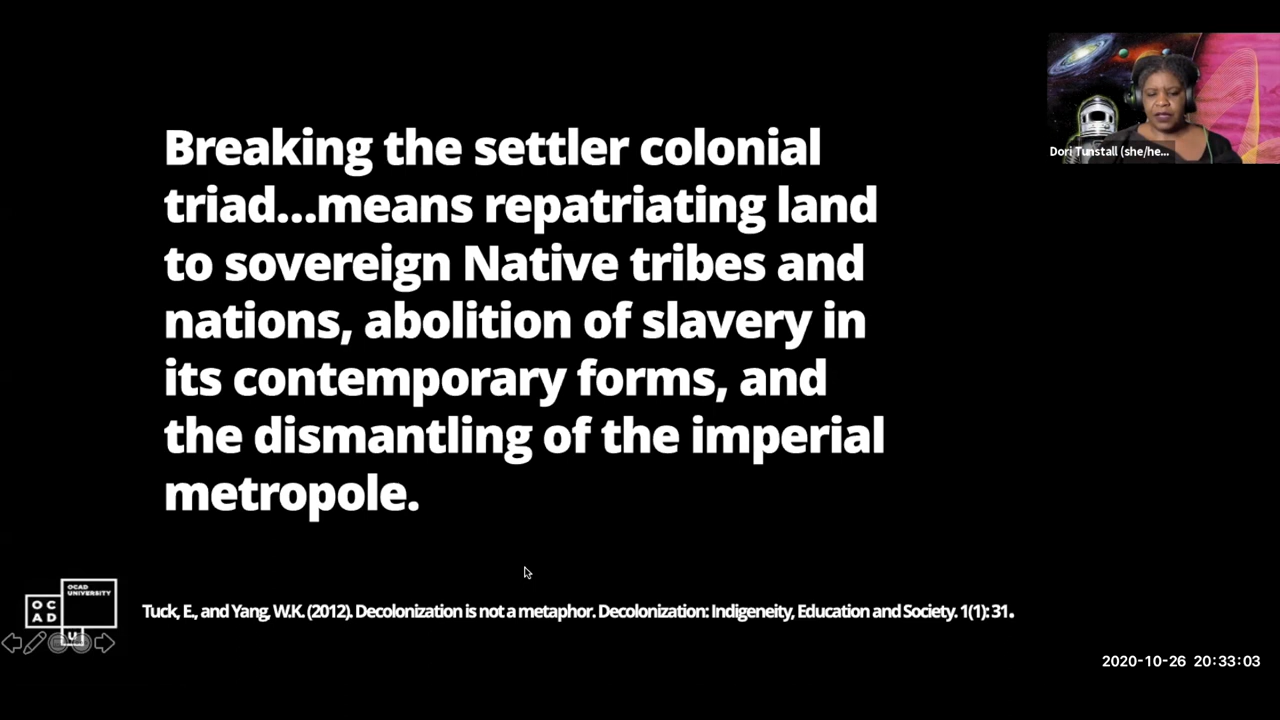 Breaking the settler colonial
triad...means repatriating land
to sovereign Native tribes and
nations, abolition of slavery in
its contemporary forms, and
the dismantling of the imperial
metropole.
Dori Tunstall (she/he...
OCAD
UNIVERSITY
OC
AD
U
Tuck, E., and Yang, W.K. (2012). Decolonization is not a metaphor. Decolonization: Indigeneity, Education and Society. 1(1): 31.
2020-10-26 20:33:03